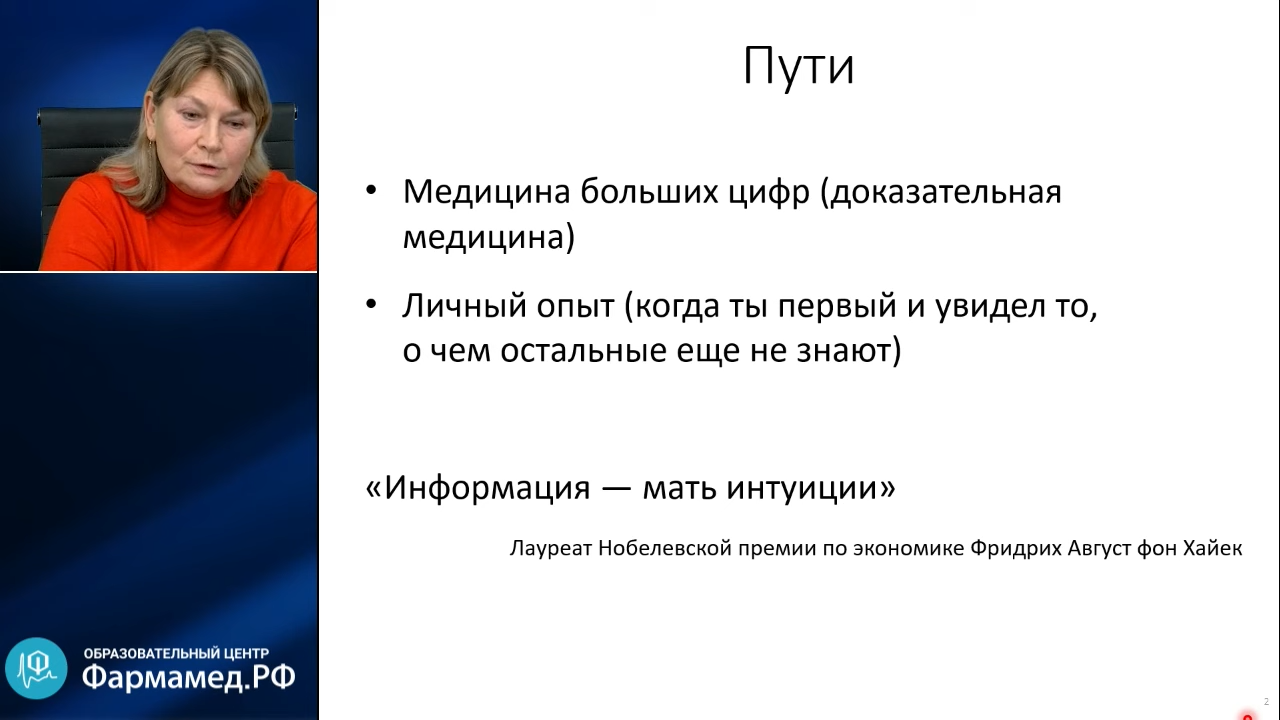 Пути
• Медицина больших цифр (доказательная
медицина)
• Личный опыт (когда ты первый и увидел то,
о чем остальные еще не знают)
«Информация — мать интуиции»
Лауреат Нобелевской премии по экономике Фридрих Август фон Хайек
ОБРАЗОВАТЕЛЬНЫЙ ЦЕНТР
Фармамед.РФ
2